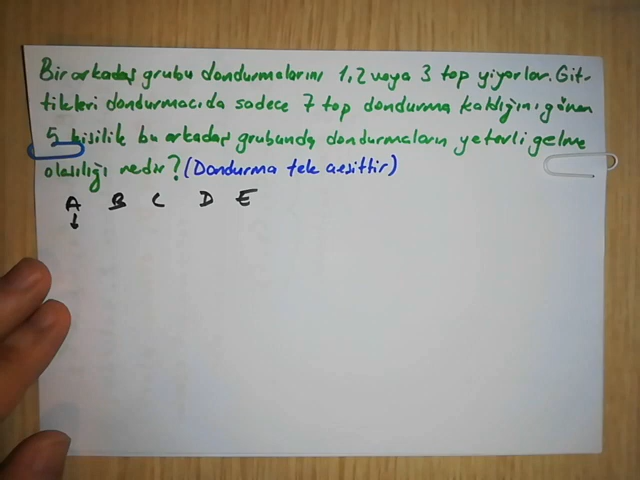 Bir arkadaş grubu dondurmalarını 1,2 veya 3 top yiyorlar. Git-
tikleri dondurmacıda sadece 7 top dondurma kaldığını gören
5 kişilik bu arkadaş grubunda dondurmaların yeterli gelme
olasılığı nedir? (Dondurma tek çeşittir)
A B C D E